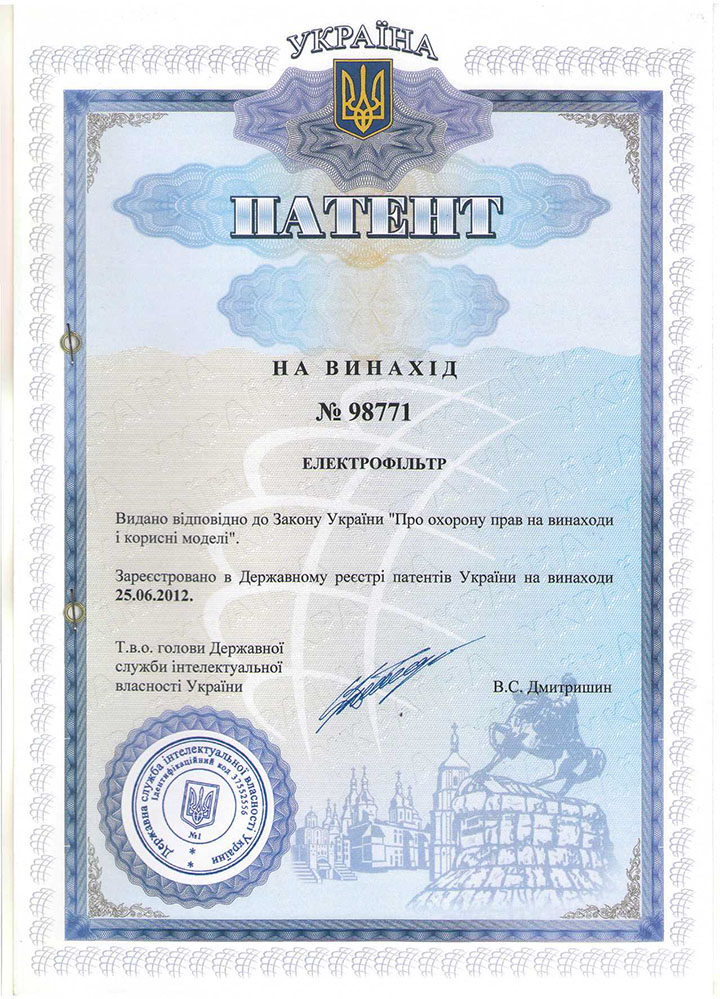 УКРАЇНА
ПАТЕНТ
НА ВИНАХІД
№ 98771
ЕЛЕКТРОФІЛЬТР
Видано відповідно до Закону України "Про охорону прав на винаходи
і корисні моделі".
Зареєстровано в Державному реєстрі патентів України на винаходи
25.06.2012.
Т.в.о. голови Державної
служби інтелектуальної
власності України
В.С. Дмитришин
Державна служба інтелектуальної власності України
ідентифікаційний код 37552556
№1